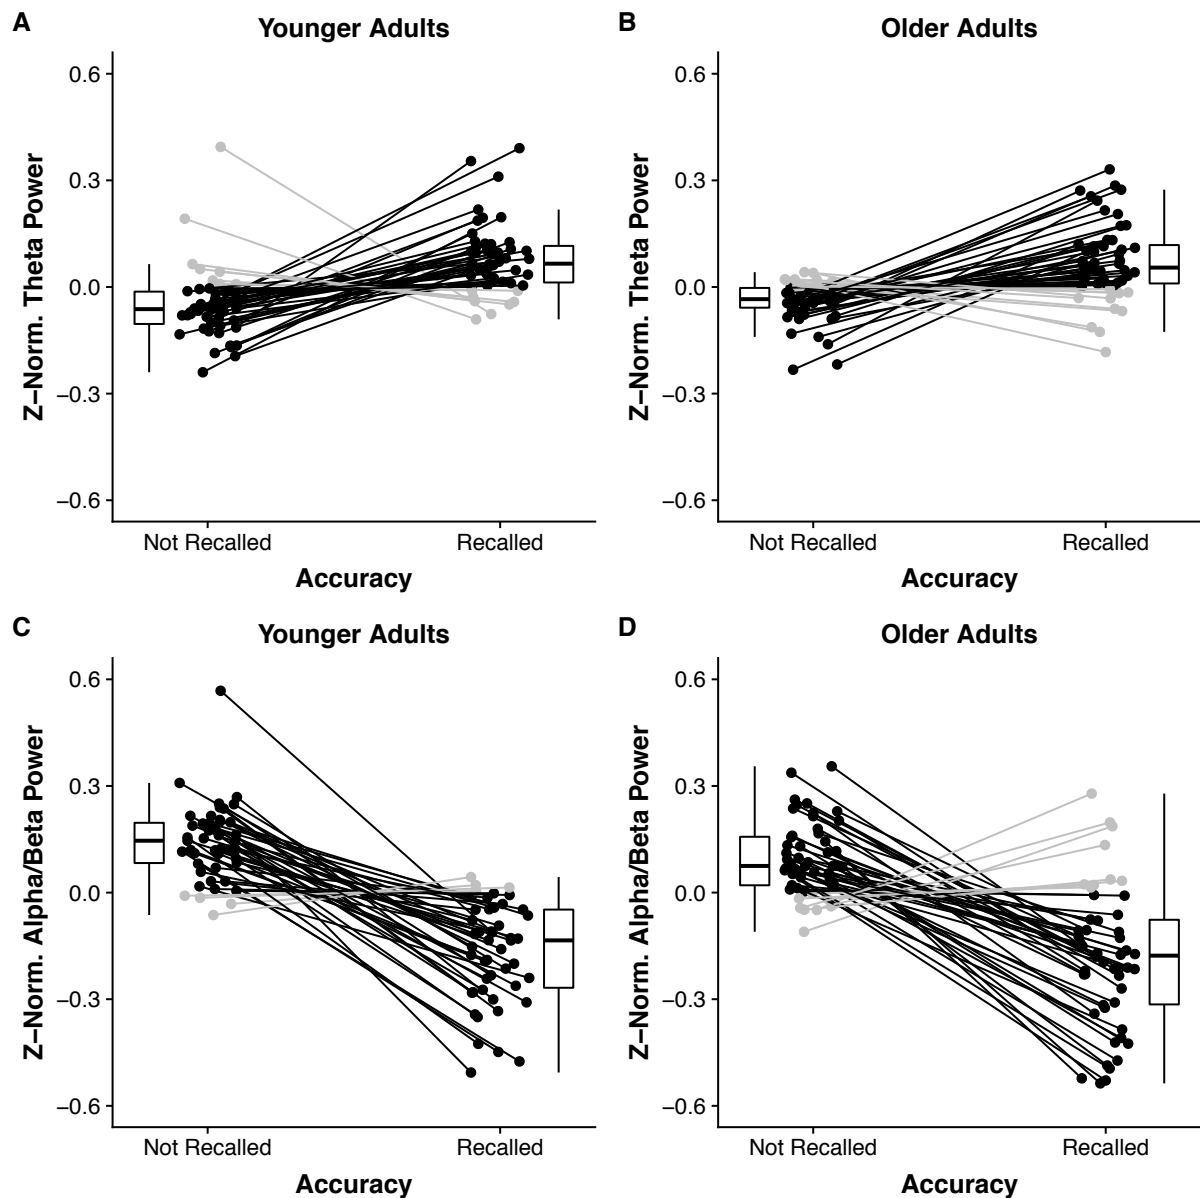 A
Younger Adults
Z−Norm. Theta Power
0.6
0.3
0.0
−0.3
−0.6
Not Recalled
Recalled
Accuracy
B
Older Adults
Z−Norm. Theta Power
0.6
0.3
0.0
−0.3
−0.6
Not Recalled
Recalled
Accuracy
C
Younger Adults
Z−Norm. Alpha/Beta Power
0.6
0.3
0.0
−0.3
−0.6
Not Recalled
Recalled
Accuracy
D
Older Adults
Z−Norm. Alpha/Beta Power
0.6
0.3
0.0
−0.3
−0.6
Not Recalled
Recalled
Accuracy